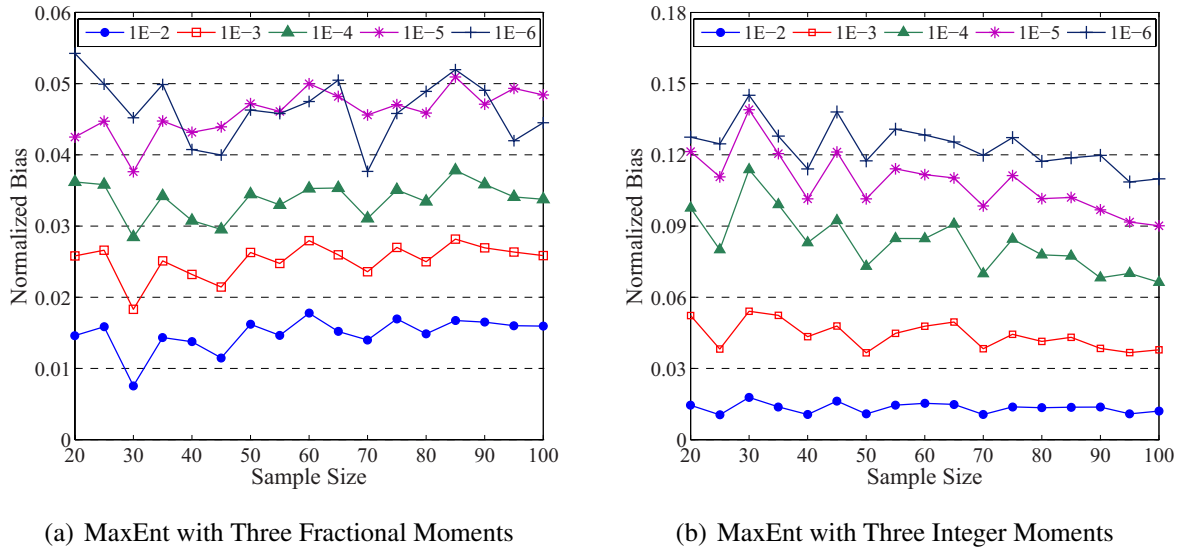 0.06
1E−2 1E−3 1E−4 1E−5 1E−6
0.05
0.04
0.03
0.02
0.01
0
Normalized Bias
20 30 40 50 60 70 80 90 100
Sample Size
(a) MaxEnt with Three Fractional Moments
0.18
1E−2 1E−3 1E−4 1E−5 1E−6
0.15
0.12
0.09
0.06
0.03
0
Normalized Bias
20 30 40 50 60 70 80 90 100
Sample Size
(b) MaxEnt with Three Integer Moments